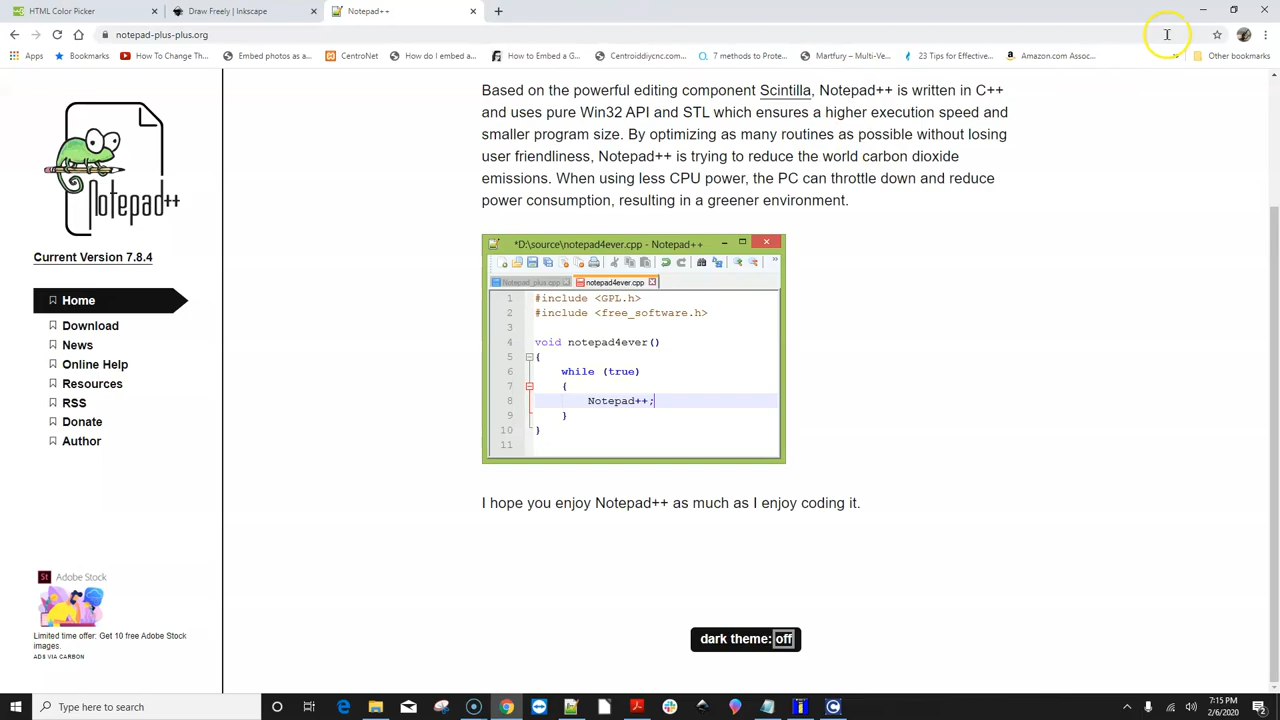 HTML Color Picker
Draw Freely | Inkscape
Notepad++
notepad-plus-plus.org
Apps
Bookmarks
How To Change Th...
Embed photos as a...
CentroNet
How do I embed a...
How to Embed a G...
Centroiddiycnc.com...
7 methods to Prote...
Martfury – Multi-Ve...
23 Tips for Effective...
Amazon.com Assoc...
Other bookmarks
Notepad++
Current Version 7.8.4
Home
Download
News
Online Help
Resources
RSS
Donate
Author
St Adobe Stock
Limited time offer: Get 10 free Adobe Stock
images.
ADS VIA CARBON
Based on the powerful editing component Scintilla, Notepad++ is written in C++
and uses pure Win32 API and STL which ensures a higher execution speed and
smaller program size. By optimizing as many routines as possible without losing
user friendliness, Notepad++ is trying to reduce the world carbon dioxide
emissions. When using less CPU power, the PC can throttle down and reduce
power consumption, resulting in a greener environment.
*D:\source\notepad4ever.cpp - Notepad++
Notepad_plus.cpp
notepad4ever.cpp
1 #include <GPL.h>
2 #include <free_software.h>
3
4 void notepad4ever()
5 {
6 while (true)
7 {
8 Notepad++;
9 }
10 }
11
I hope you enjoy Notepad++ as much as I enjoy coding it.
dark theme: off
Type here to search
7:15 PM
2/6/2020
2